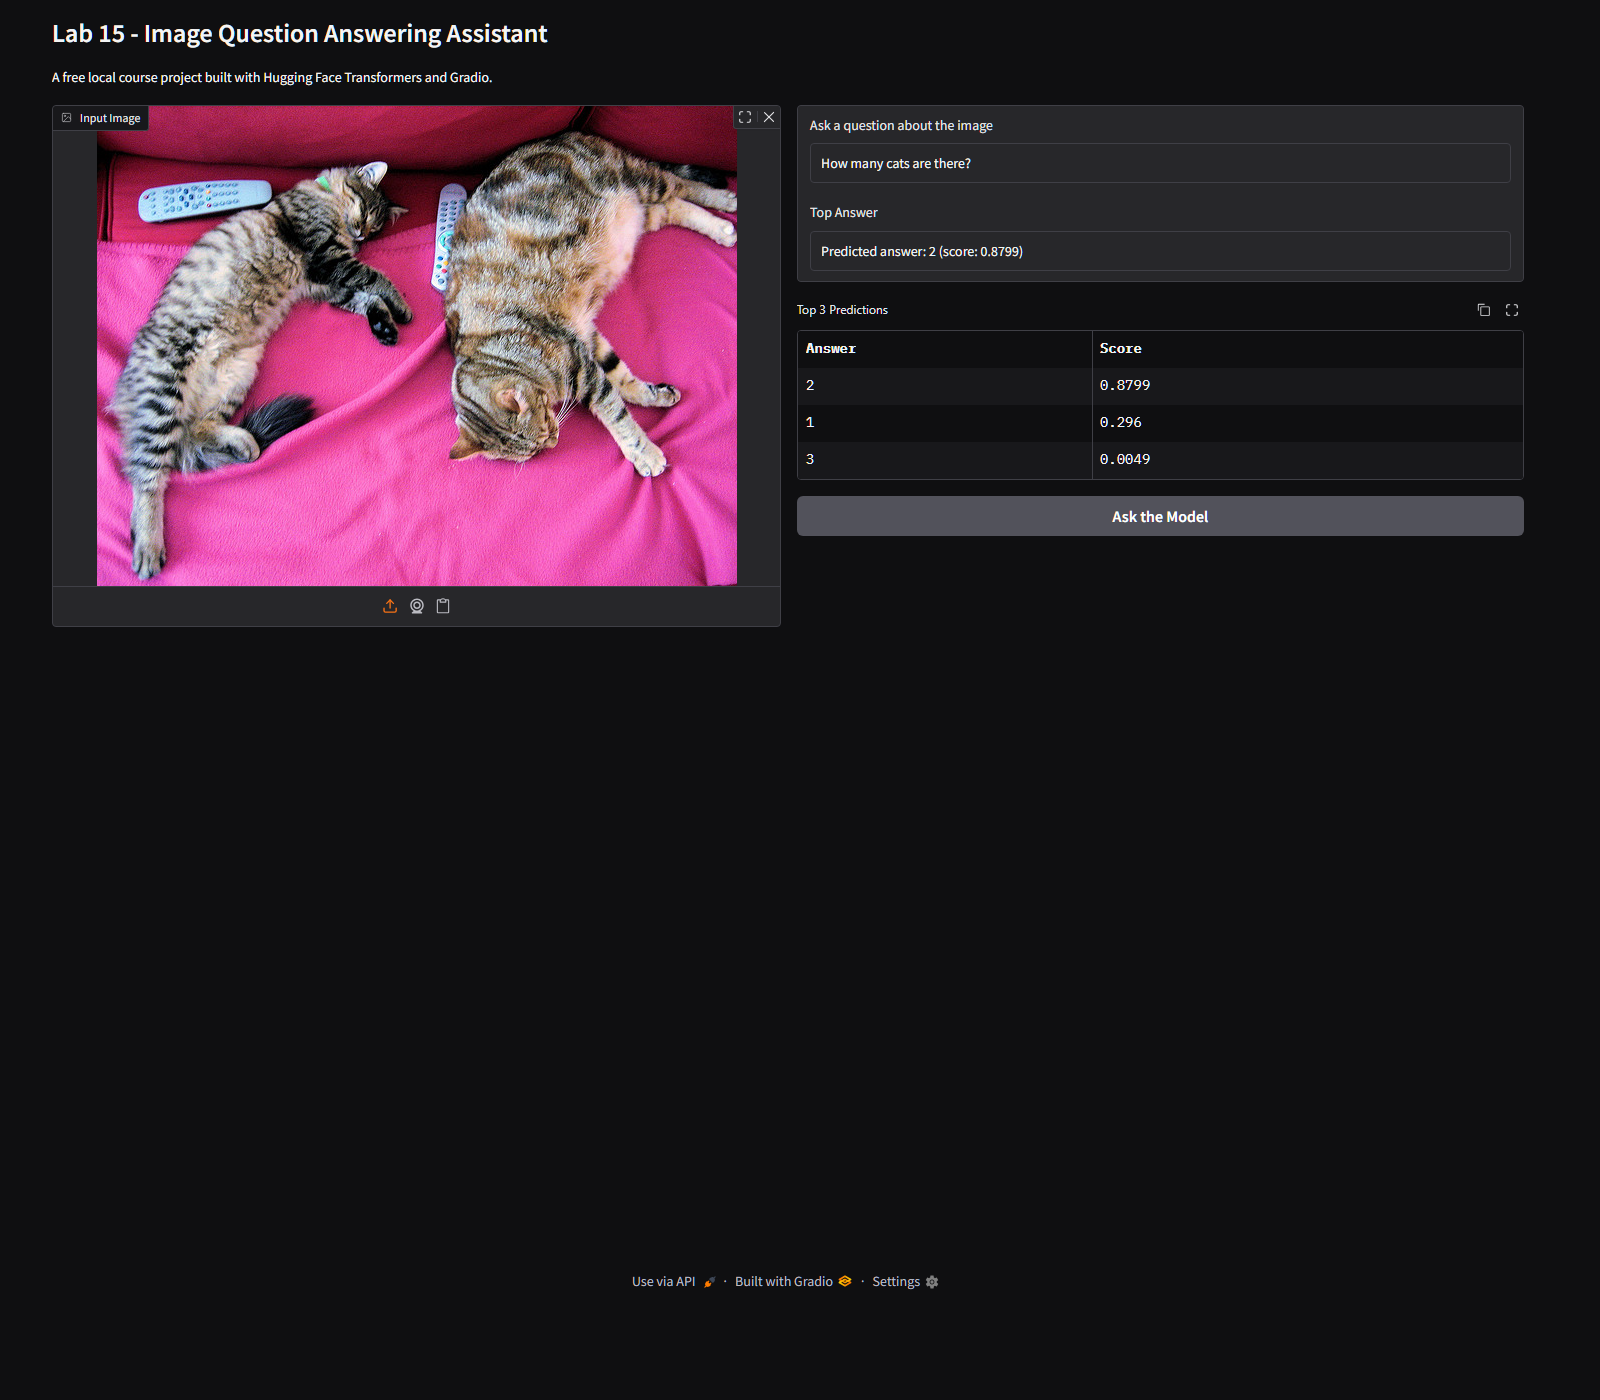 Lab 15 - Image Question Answering Assistant
A free local course project built with Hugging Face Transformers and Gradio.
Input Image
Ask a question about the image
How many cats are there?
Top Answer
Predicted answer: 2 (score: 0.8799)
Top 3 Predictions
Answer Score
2 0.8799
1 0.296
3 0.0049
Ask the Model
Use via API · Built with Gradio · Settings